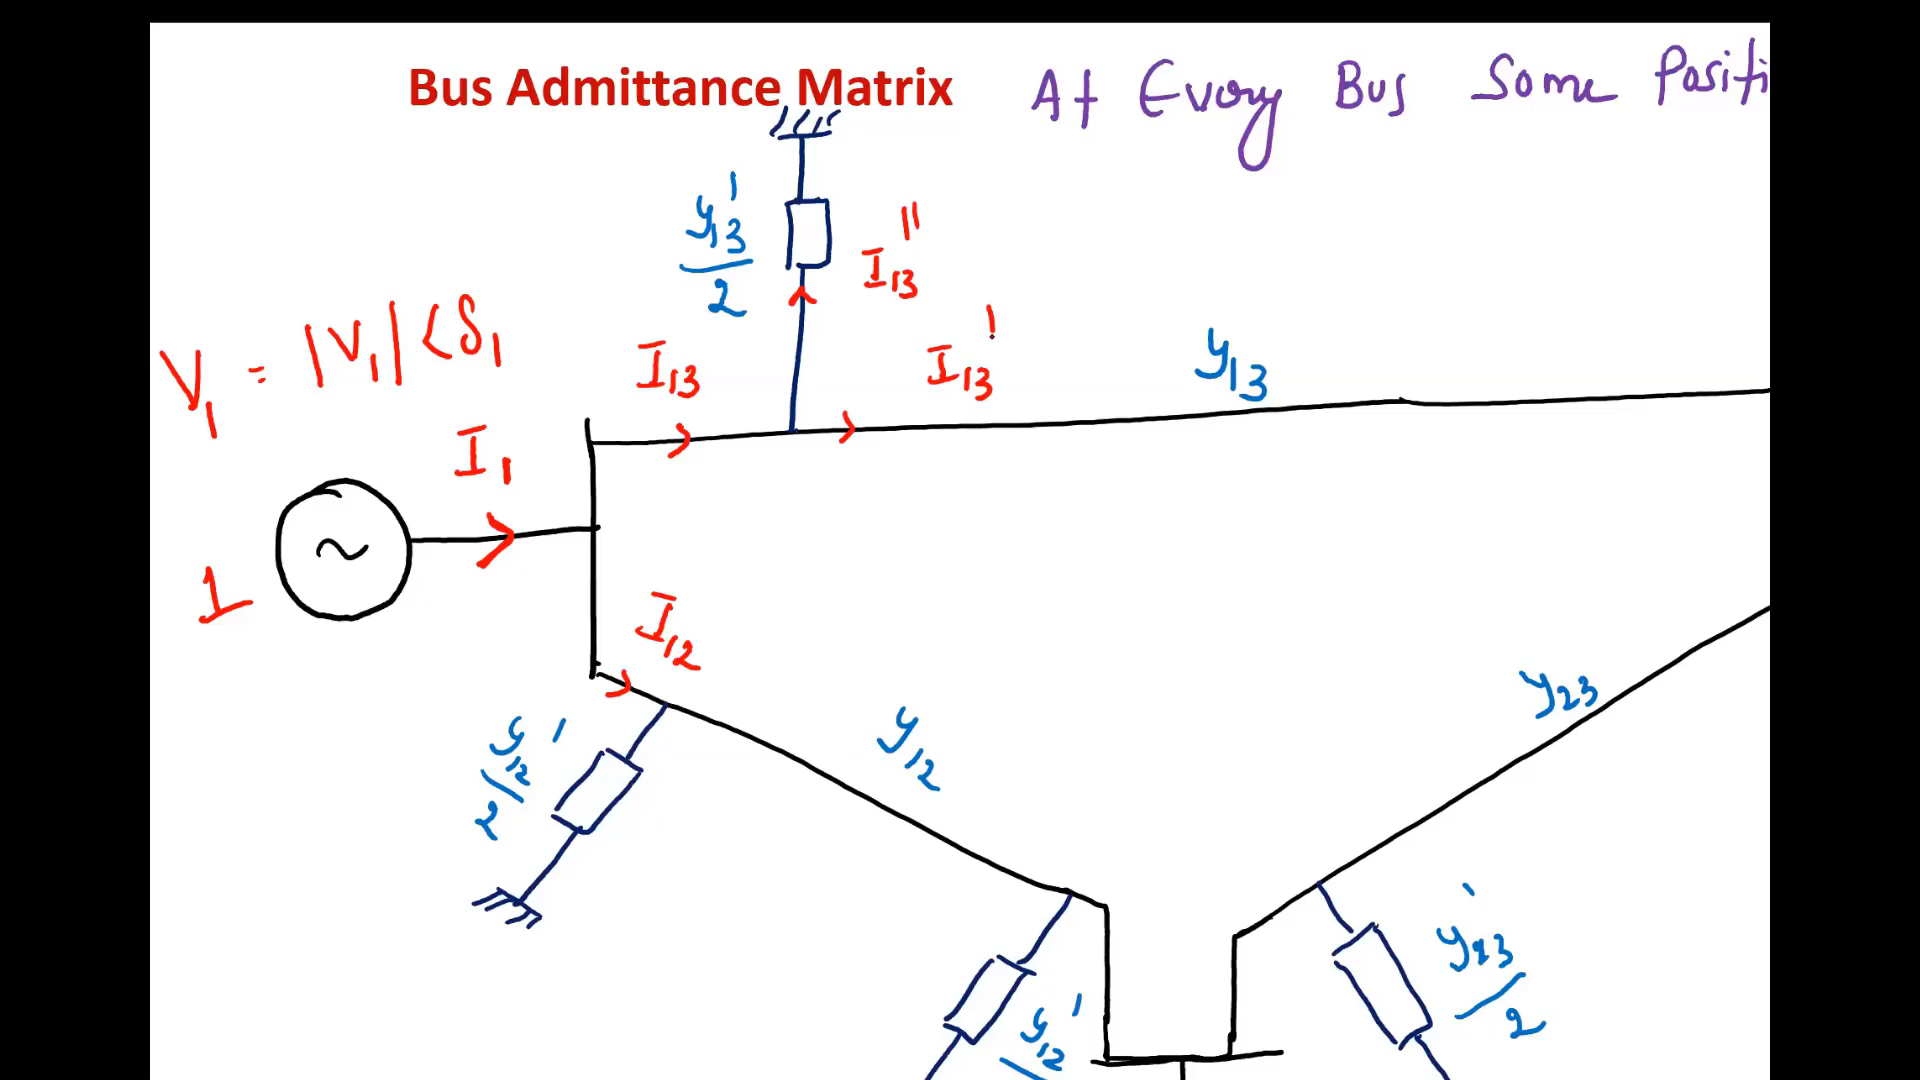 Bus Admittance Matrix
At Every Bus Some Positi
y13'
2
I13''
V1 = |V1| <δ1
I13
I13'
y13
I1
1
I12
y23
y12'
2
y12
y23'
2
y12'